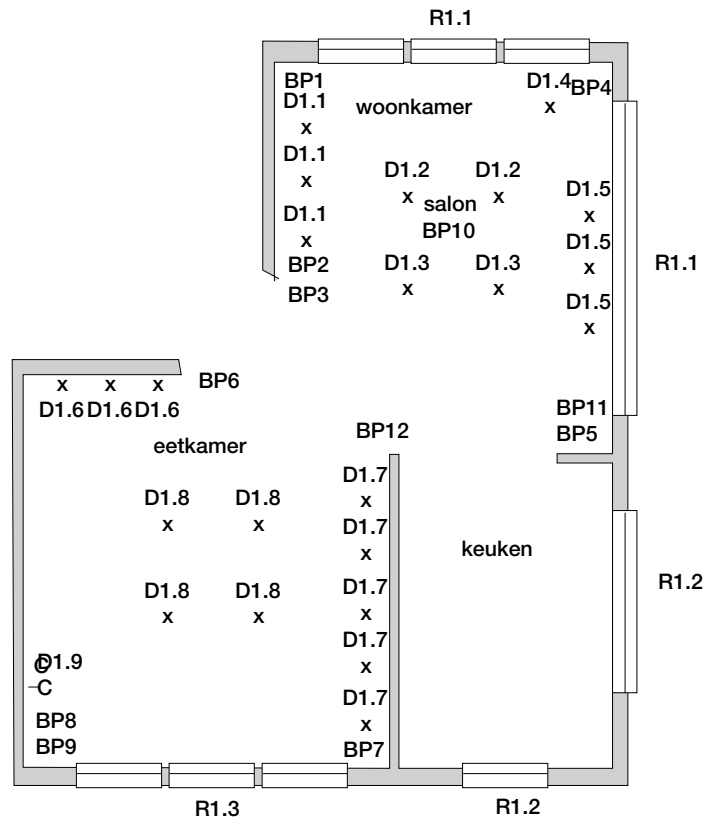 R1.1
BP1
D1.4 BP4
D1.1
x
woonkamer
x
D1.1
x
D1.2 D1.2
x x
D1.5
x
salon
D1.1
x
BP10
D1.5
x
BP2
D1.3 D1.3
x x
R1.1
BP3
D1.5
x
x x x
BP6
D1.6 D1.6 D1.6
BP11
BP5
BP12
eetkamer
D1.7
x
D1.8 D1.8
x x
D1.7
x
keuken
R1.2
D1.8 D1.8
x x
D1.7
x
D1.7
x
D1.9
C
C
D1.7
x
BP8
BP9
BP7
R1.3
R1.2